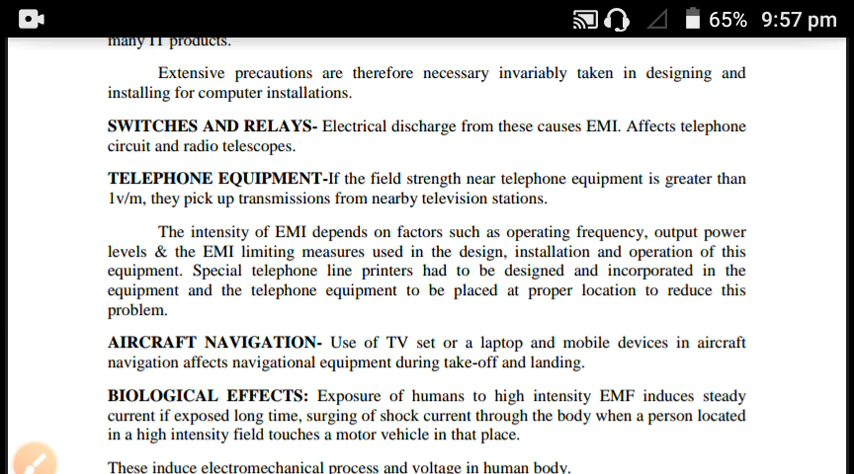 65% 9:57 pm
many IT products.
Extensive precautions are therefore necessary invariably taken in designing and
installing for computer installations.
SWITCHES AND RELAYS- Electrical discharge from these causes EMI. Affects telephone
circuit and radio telescopes.
TELEPHONE EQUIPMENT-If the field strength near telephone equipment is greater than
1v/m, they pick up transmissions from nearby television stations.
The intensity of EMI depends on factors such as operating frequency, output power
levels & the EMI limiting measures used in the design, installation and operation of this
equipment. Special telephone line printers had to be designed and incorporated in the
equipment and the telephone equipment to be placed at proper location to reduce this
problem.
AIRCRAFT NAVIGATION- Use of TV set or a laptop and mobile devices in aircraft
navigation affects navigational equipment during take-off and landing.
BIOLOGICAL EFFECTS: Exposure of humans to high intensity EMF induces steady
current if exposed long time, surging of shock current through the body when a person located
in a high intensity field touches a motor vehicle in that place.
These induce electromechanical process and voltage in human body.